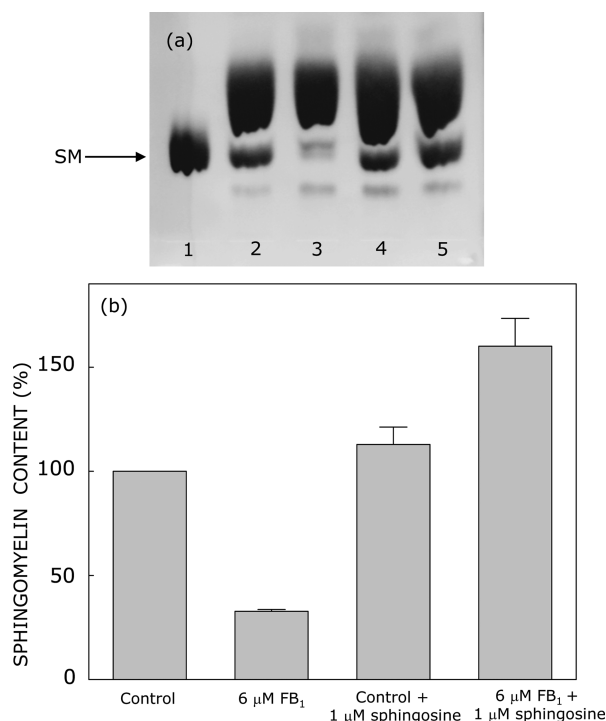 (a)
SM
1 2 3 4 5
(b)
SPHINGOMYELIN CONTENT (%)
150
100
50
0
Control
6 μM FB₁
Control +
1 μM sphingosine
6 μM FB₁ +
1 μM sphingosine